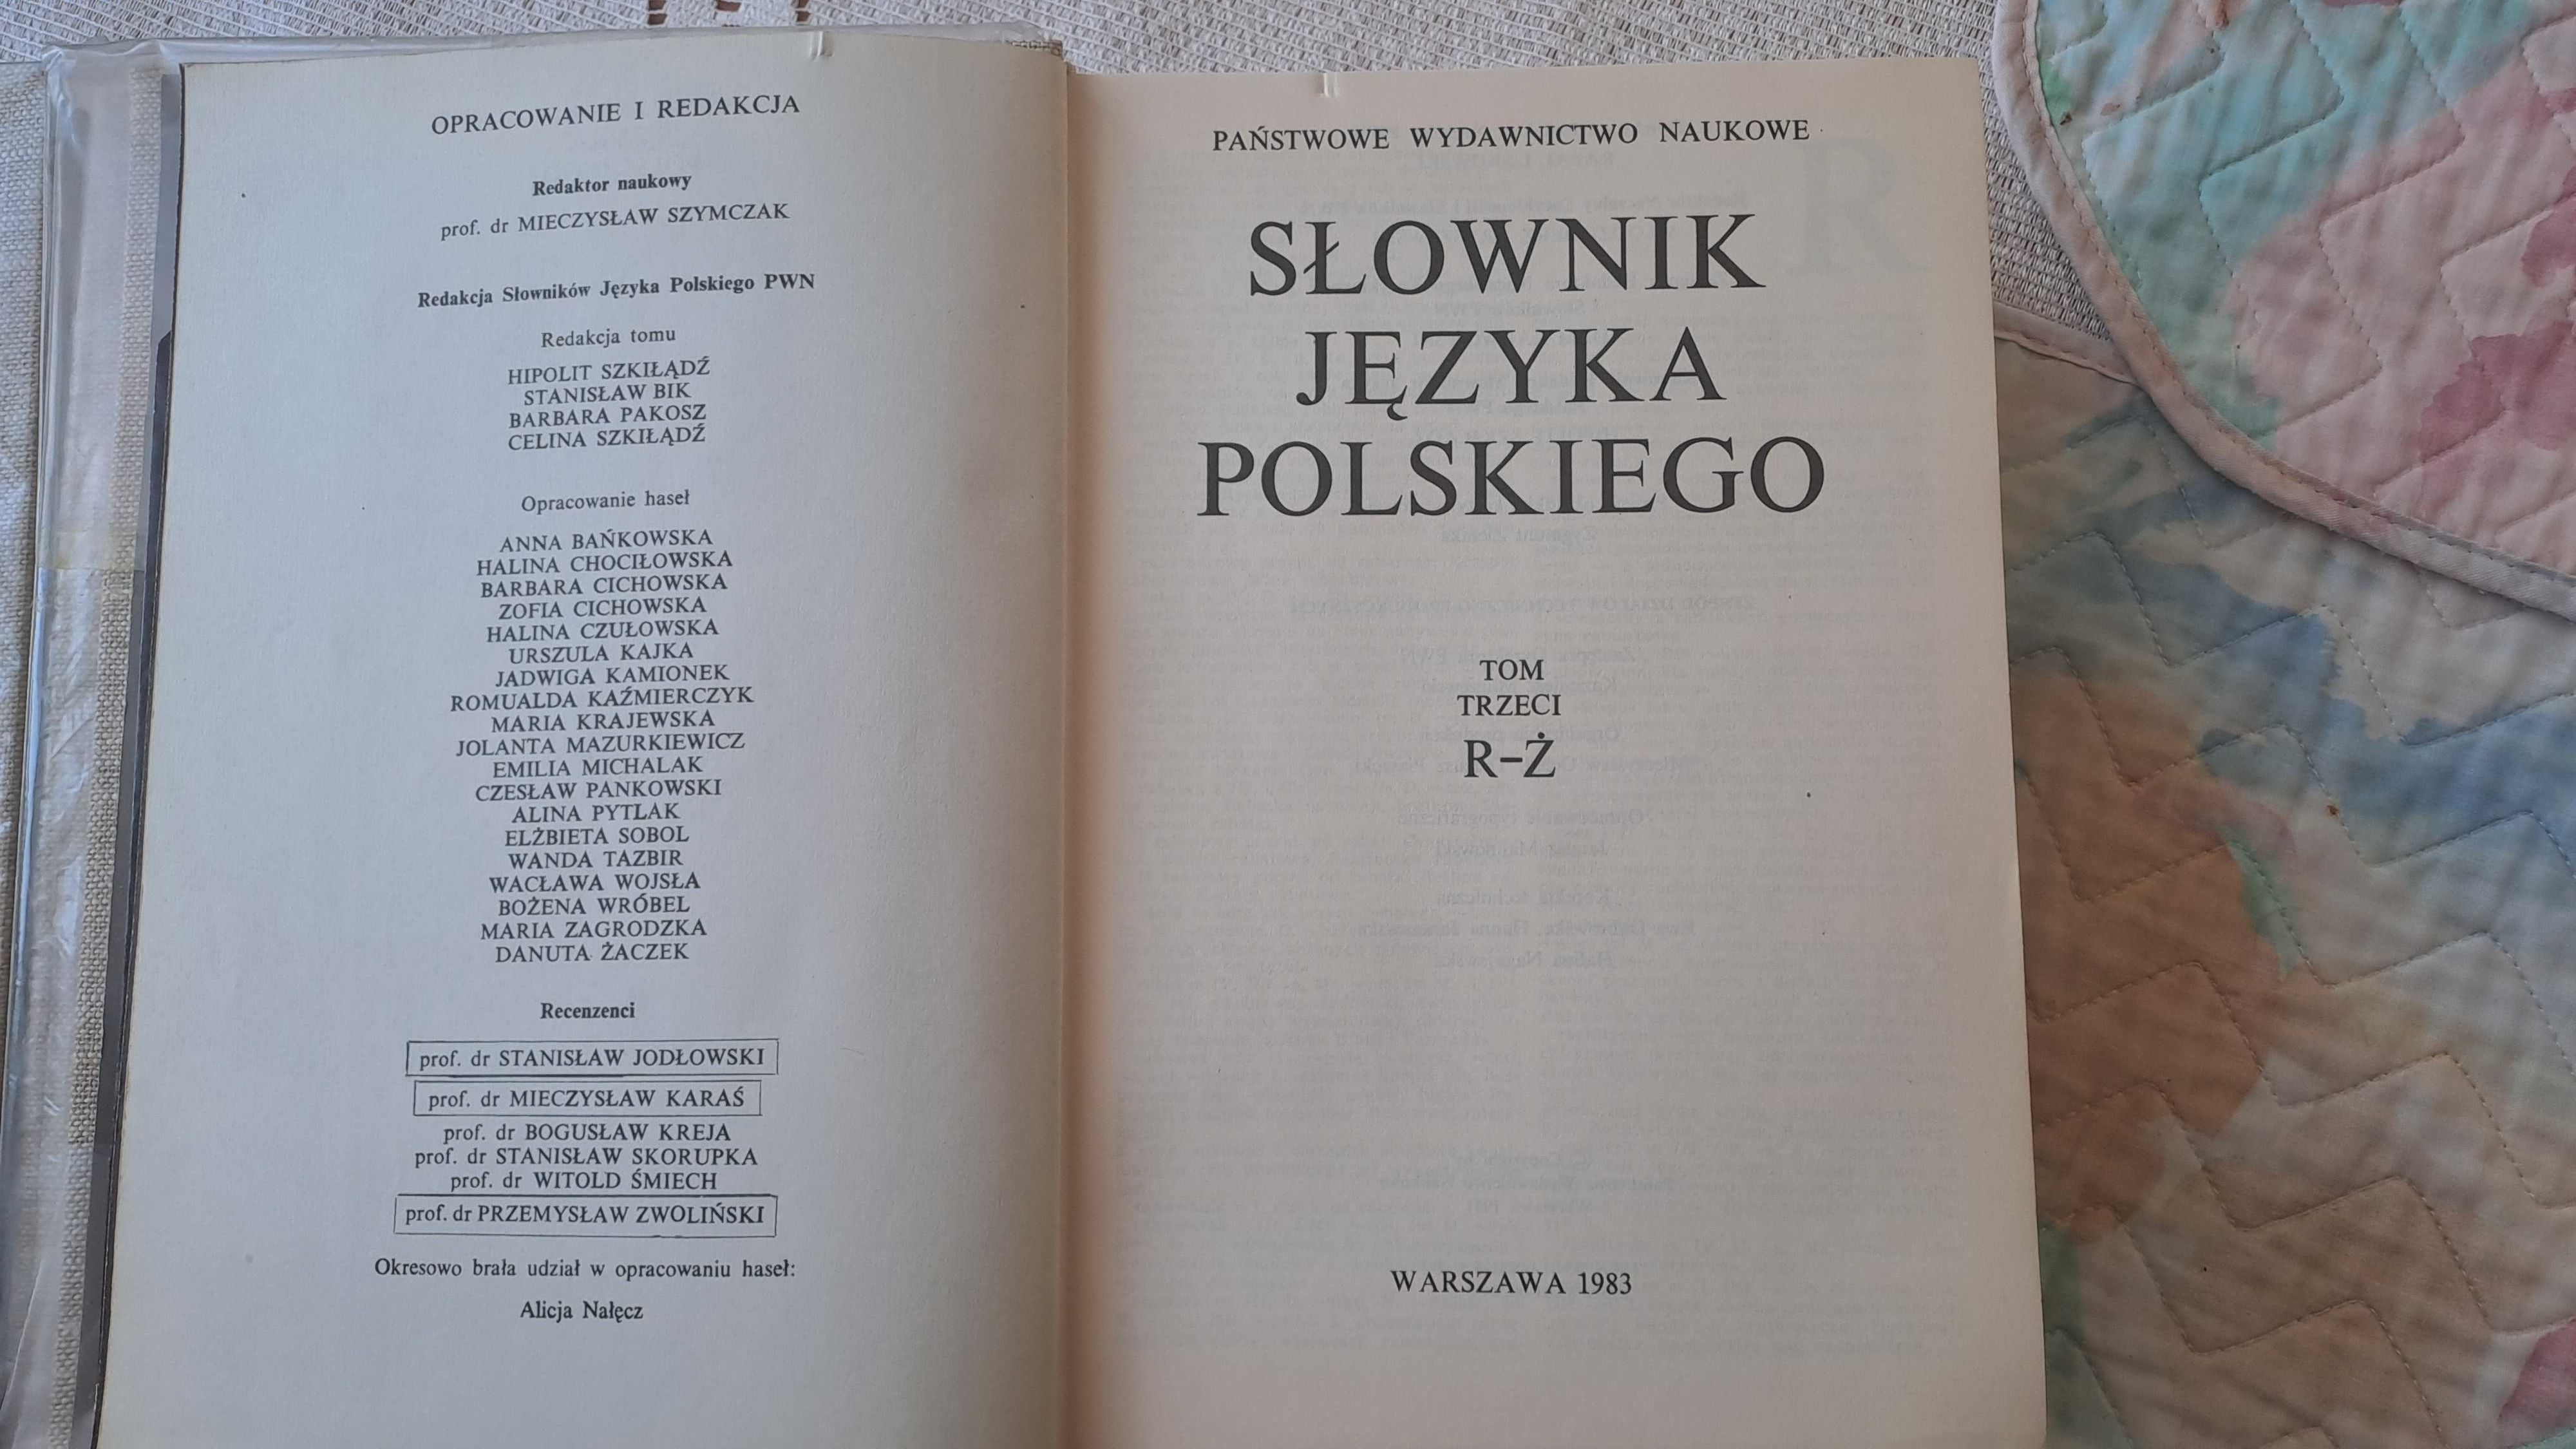 OPRACOWANIE I REDAKCJA
Redaktor naukowy
prof. dr MIECZYSŁAW SZYMCZAK
Redakcja Słowników Języka Polskiego PWN
Redakcja tomu
HIPOLIT SZKIŁĄDŹ
STANISŁAW BIK
BARBARA PAKOSZ
CELINA SZKIŁĄDŹ
Opracowanie haseł
ANNA BAŃKOWSKA
HALINA CHOCIŁOWSKA
BARBARA CICHOWSKA
ZOFIA CICHOWSKA
HALINA CZUŁOWSKA
URSZULA KAJKA
JADWIGA KAMIONEK
ROMUALDA KAŹMIERCZYK
MARIA KRAJEWSKA
JOLANTA MAZURKIEWICZ
EMILIA MICHALAK
CZESŁAW PANKOWSKI
ALINA PYTLAK
ELŻBIETA SOBOL
WANDA TAZBIR
WACŁAWA WOJSŁA
BOŻENA WRÓBEL
MARIA ZAGRODZKA
DANUTA ŻACZEK
Recenzenci
prof. dr STANISŁAW JODŁOWSKI
prof. dr MIECZYSŁAW KARAŚ
prof. dr BOGUSŁAW KREJA
prof. dr STANISŁAW SKORUPKA
prof. dr WITOLD ŚMIECH
prof. dr PRZEMYSŁAW ZWOLIŃSKI
Okresowo brała udział w opracowaniu haseł:
Alicja Nałęcz
PAŃSTWOWE WYDAWNICTWO NAUKOWE
SŁOWNIK
JĘZYKA
POLSKIEGO
TOM
TRZECI
R–Ż
WARSZAWA 1983